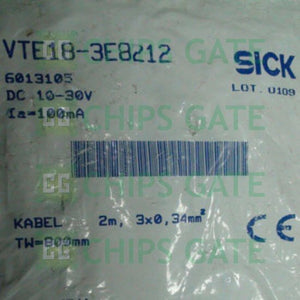 VTE18-3E8212
SICK
6013105
LOT. U109
DC 10-30V
Ia=100mA
KABEL 2m, 3x0,34mm²
TW=800mm
CE
CHIPS GATE
CHIPS GATE
CHIPS GATE